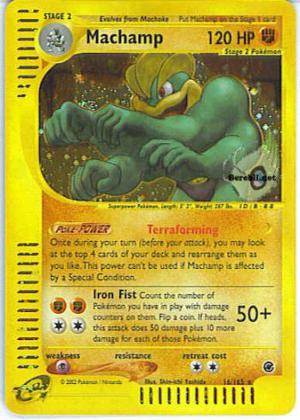 STAGE 2
Evolves from Machoke
Put Machamp on the Stage 1 card
Machamp
120 HP
Stage 2 Pokémon
Serebii.net
Superpower Pokémon, Length: 5' 3", Weight: 287 lbs.
Poké-POWER
Terraforming
Once during your turn (before your attack), you may look
at the top 4 cards of your deck and rearrange them as
you like. This power can't be used if Machamp is affected
by a Special Condition.
Iron Fist Count the number of
Pokémon you have in play with damage
counters on them. Flip a coin. If heads,
this attack does 50 damage plus 10 more
damage for each of those Pokémon.
50+
weakness
resistance
retreat cost
© 2002 Pokémon / Nintendo
Illus. Shin-ichi Yoshida
16/165